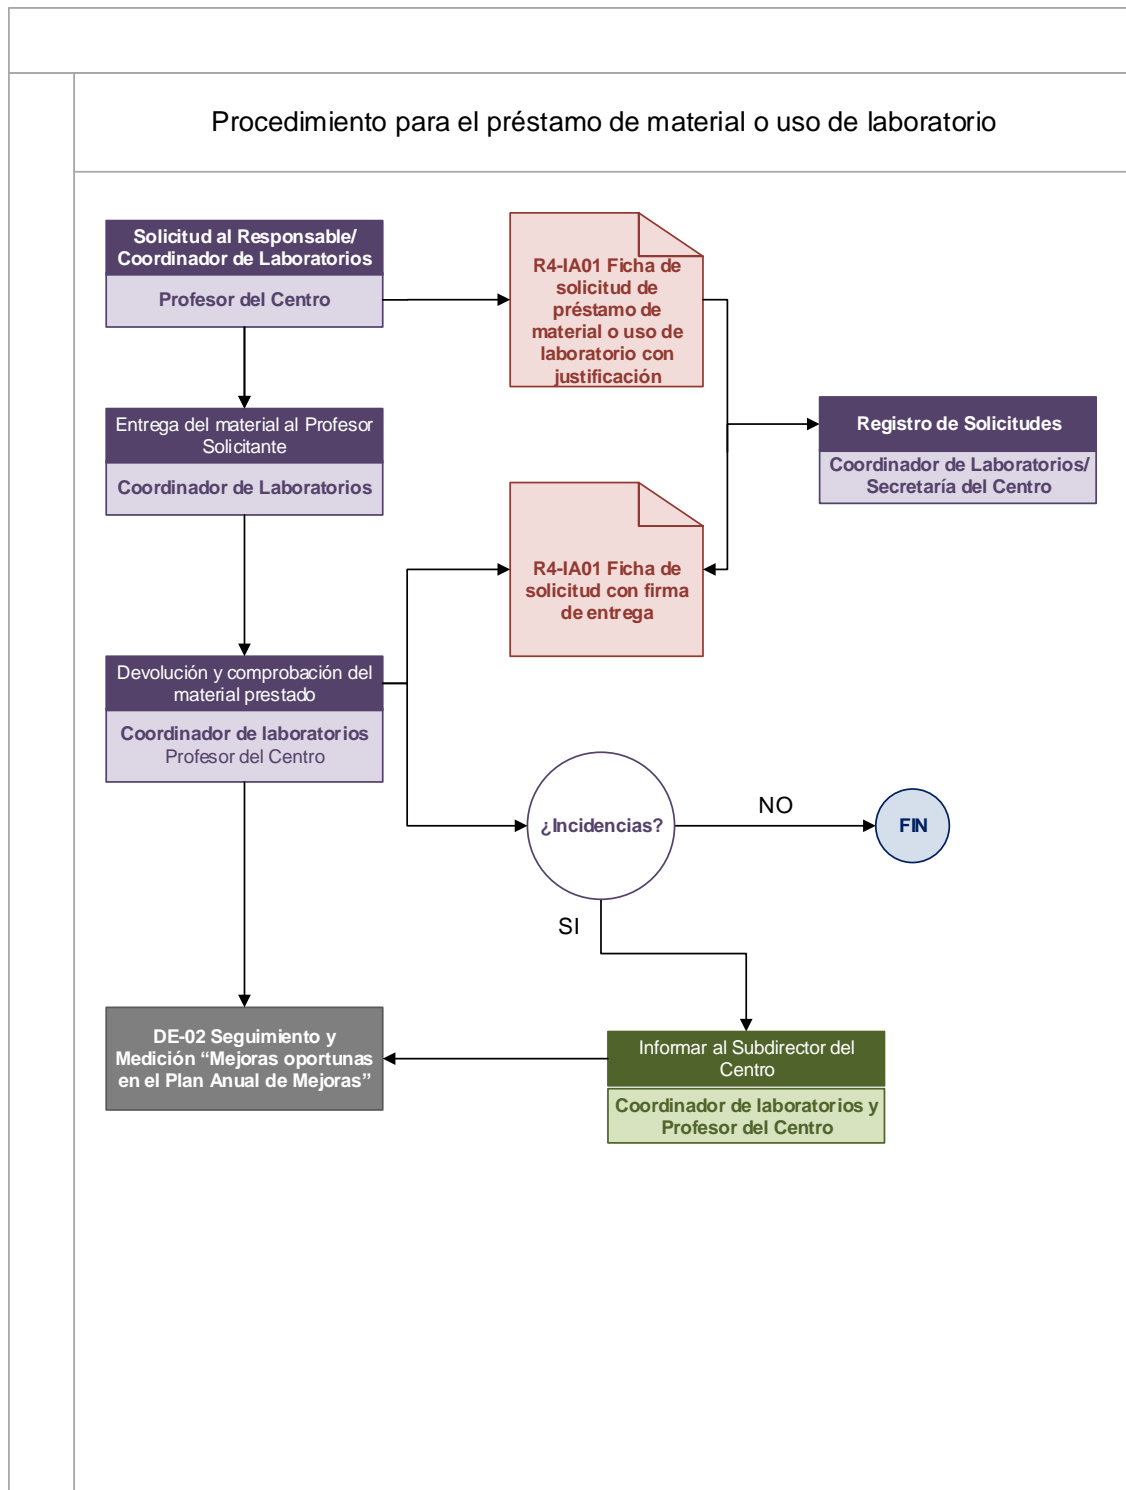 Procedimiento para el préstamo de material o uso de laboratorio
Solicitud al Responsable/
Coordinador de Laboratorios
Profesor del Centro
R4-IA01 Ficha de
solicitud de
préstamo de
material o uso de
laboratorio con
justificación
Entrega del material al Profesor
Solicitante
Coordinador de Laboratorios
Registro de Solicitudes
Coordinador de Laboratorios/
Secretaría del Centro
R4-IA01 Ficha de
solicitud con firma
de entrega
Devolución y comprobación del
material prestado
Coordinador de laboratorios
Profesor del Centro
¿Incidencias?
NO
FIN
SI
DE-02 Seguimiento y
Medición “Mejoras oportunas
en el Plan Anual de Mejoras”
Informar al Subdirector del
Centro
Coordinador de laboratorios y
Profesor del Centro